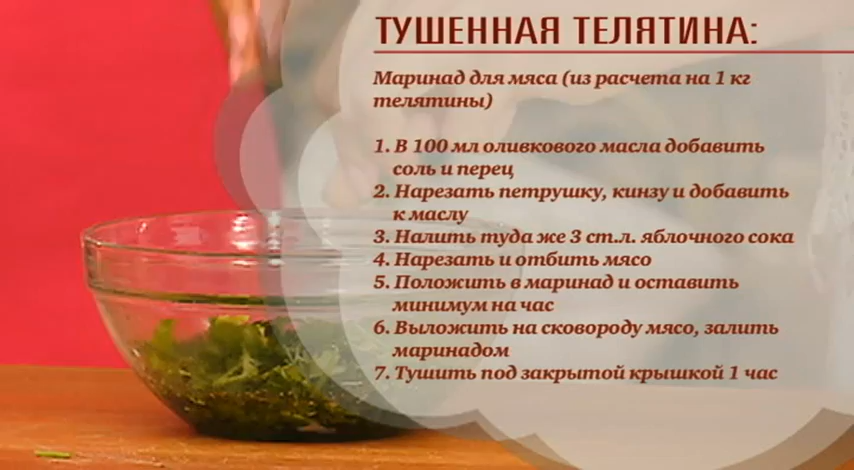 ТУШЕННАЯ ТЕЛЯТИНА:
Маринад для мяса (из расчета на 1 кг
телятины)
1. В 100 мл оливкового масла добавить
соль и перец
2. Нарезать петрушку, кинзу и добавить
к маслу
3. Налить туда же 3 ст.л. яблочного сока
4. Нарезать и отбить мясо
5. Положить в маринад и оставить
минимум на час
6. Выложить на сковороду мясо, залить
маринадом
7. Тушить под закрытой крышкой 1 час